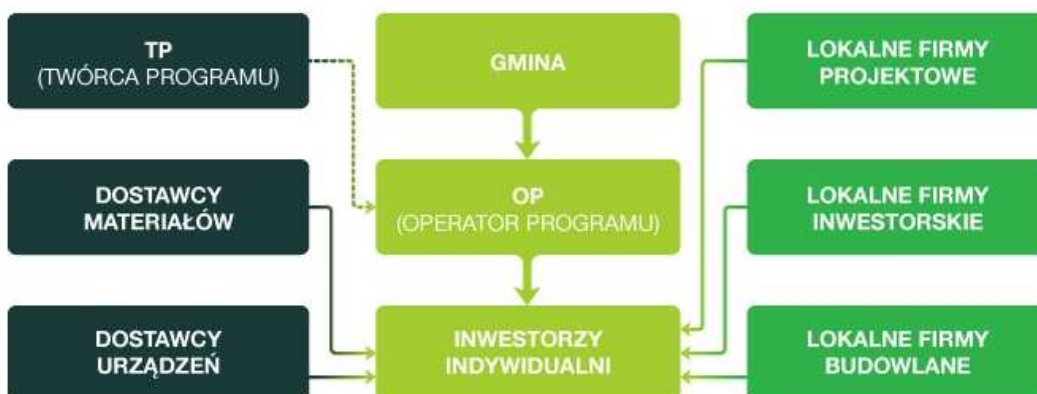 TP
(TWÓRCA PROGRAMU)
GMINA
LOKALNE FIRMY
PROJEKTOWE
DOSTAWCY
MATERIAŁÓW
OP
(OPERATOR PROGRAMU)
LOKALNE FIRMY
INWESTORSKIE
DOSTAWCY
URZĄDZEŃ
INWESTORZY
INDYWIDUALNI
LOKALNE FIRMY
BUDOWLANE